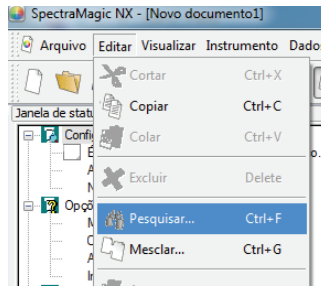 SpectraMagic NX - [Novo documento1]
Arquivo Editar Visualizar Instrumento Dados
Janela de statu
Cortar Ctrl+X
Copiar Ctrl+C
Colar Ctrl+V
Excluir Delete
Pesquisar... Ctrl+F
Mesclar... Ctrl+G
Confi
Opçõ